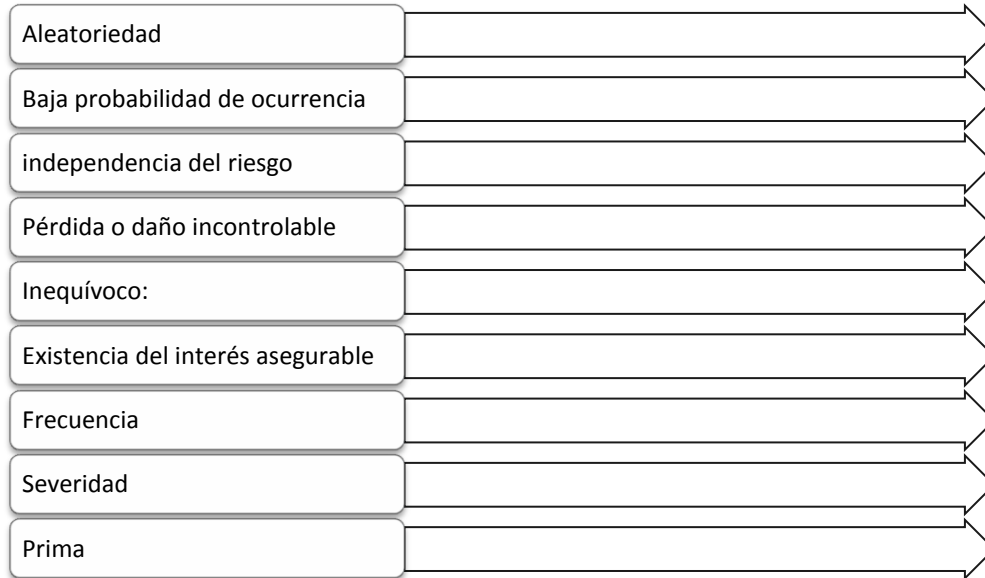 Aleatoriedad
Baja probabilidad de ocurrencia
independencia del riesgo
Pérdida o daño incontrolable
Inequívoco:
Existencia del interés asegurable
Frecuencia
Severidad
Prima